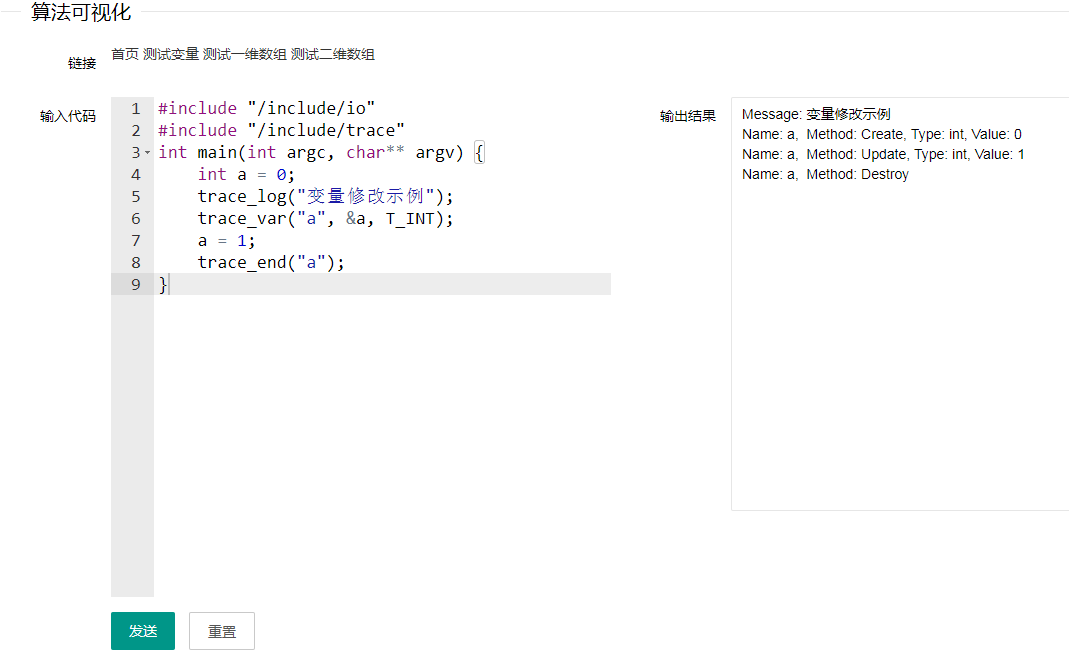 算法可视化
链接
首页 测试变量 测试一维数组 测试二维数组
输入代码
1 #include "/include/io"
2 #include "/include/trace"
3 int main(int argc, char** argv) {
4 int a = 0;
5 trace_log("变量修改示例");
6 trace_var("a", &a, T_INT);
7 a = 1;
8 trace_end("a");
9 }
输出结果
Message: 变量修改示例
Name: a, Method: Create, Type: int, Value: 0
Name: a, Method: Update, Type: int, Value: 1
Name: a, Method: Destroy
发送 重置